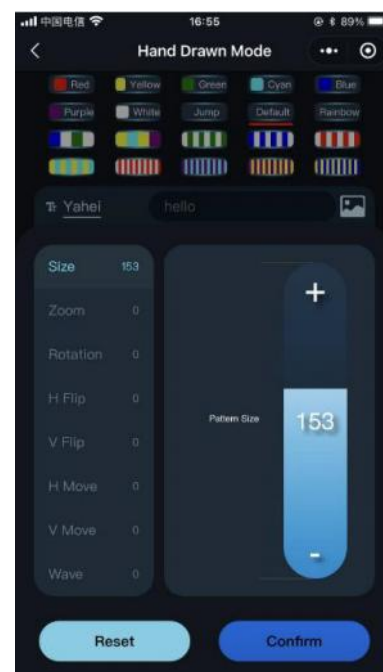 中国电信 16:55 89%
Hand Drawn Mode
Red Yellow Green Cyan Blue
Purple White Jump Default Rainbow
Yahei hello
Size 153
Zoom 0
Rotation 0
H Flip 0
V Flip 0
H Move 0
V Move 0
Wave 0
+
Pattern Size 153
-
Reset Confirm